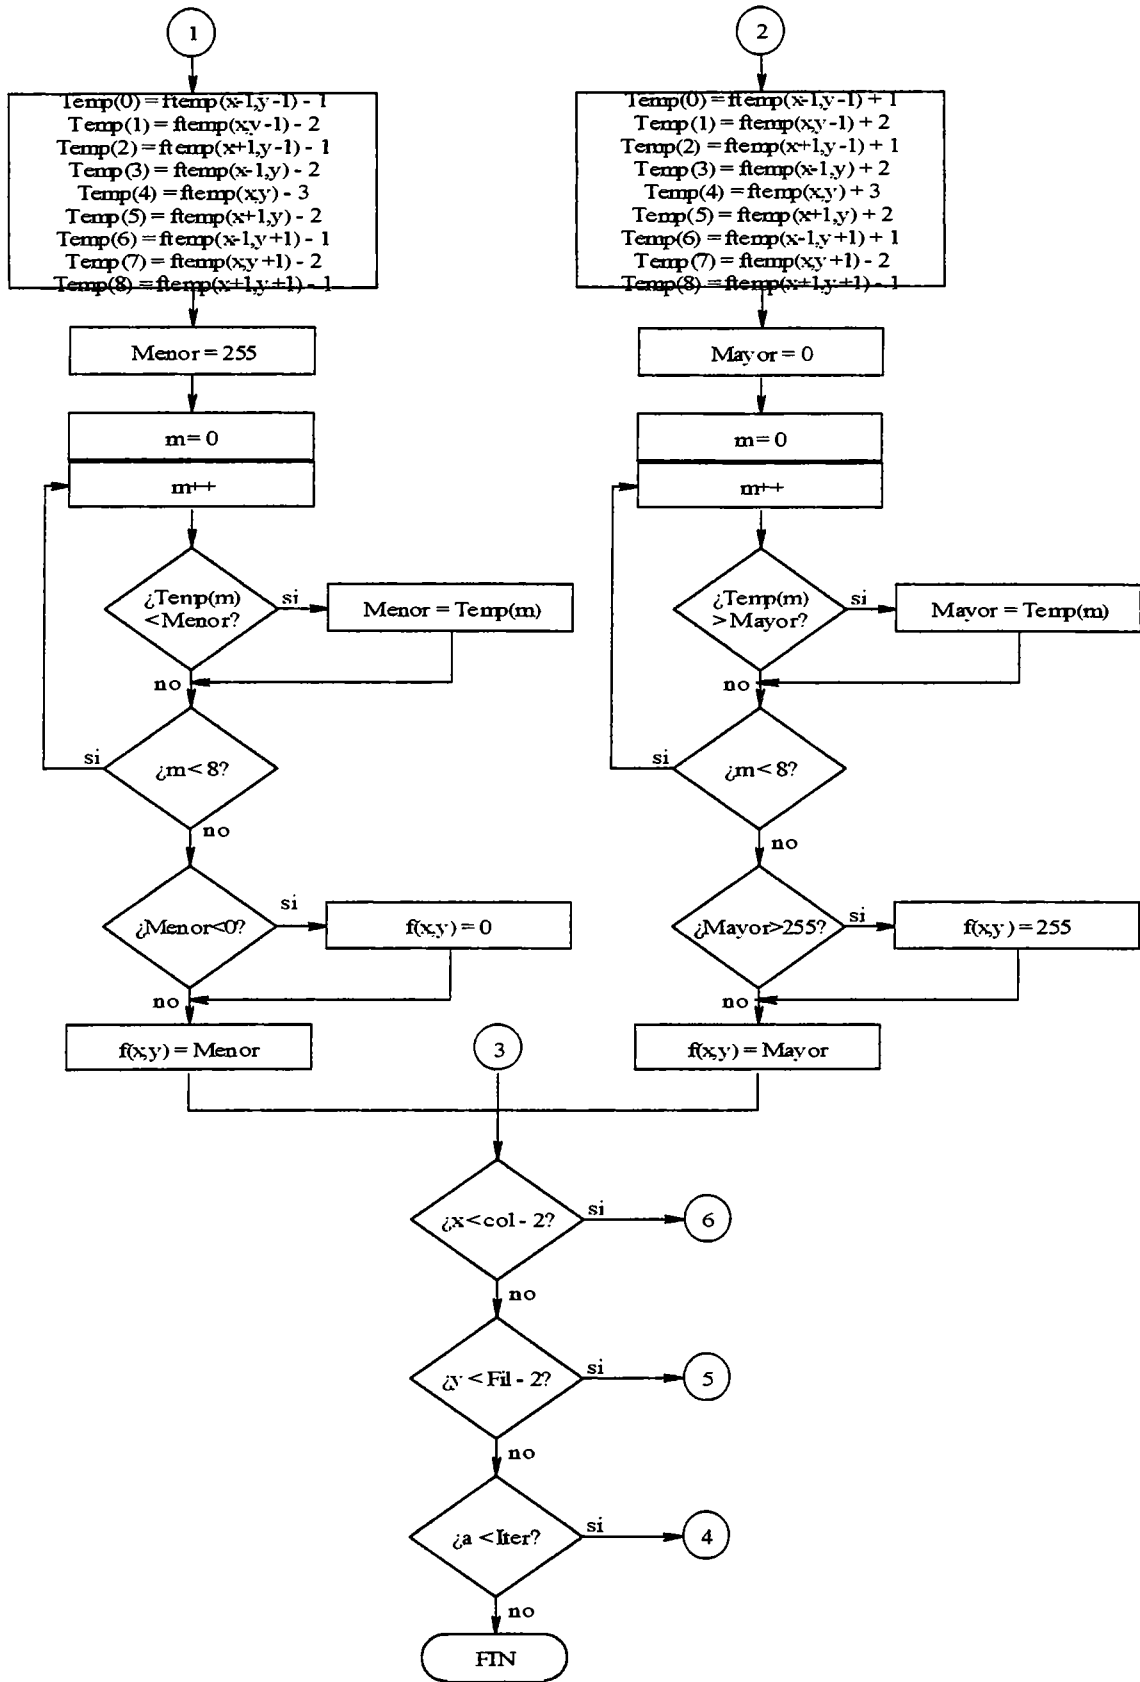 1
Temp(0) = ftemp(x-1,y-1) - 1
Temp(1) = ftemp(x,y-1) - 2
Temp(2) = ftemp(x+1,y-1) - 1
Temp(3) = ftemp(x-1,y) - 2
Temp(4) = ftemp(x,y) - 3
Temp(5) = ftemp(x+1,y) - 2
Temp(6) = ftemp(x-1,y+1) - 1
Temp(7) = ftemp(x,y+1) - 2
Temp(8) = ftemp(x+1,y+1) - 1
Menor = 255
m= 0
m++
¿Temp(m)
<Menor?
si
Menor = Temp(m)
no
¿m< 8?
si
no
¿Menor<0?
si
f(x,y) = 0
no
f(x,y) = Menor
2
Temp(0) = ftemp(x-1,y-1) + 1
Temp(1) = ftemp(x,y-1) + 2
Temp(2) = ftemp(x+1,y-1) + 1
Temp(3) = ftemp(x-1,y) + 2
Temp(4) = ftemp(x,y) + 3
Temp(5) = ftemp(x+1,y) + 2
Temp(6) = ftemp(x-1,y+1) + 1
Temp(7) = ftemp(x,y+1) - 2
Temp(8) = ftemp(x+1,y+1) - 1
Mayor = 0
m= 0
m++
¿Temp(m)
>Mayor?
si
Mayor = Temp(m)
no
¿m< 8?
si
no
¿Mayor>255?
si
f(x,y) = 255
no
f(x,y) = Mayor
3
¿x<col - 2?
si
6
no
¿y < Fil - 2?
si
5
no
¿a < Iter?
si
4
no
FIN